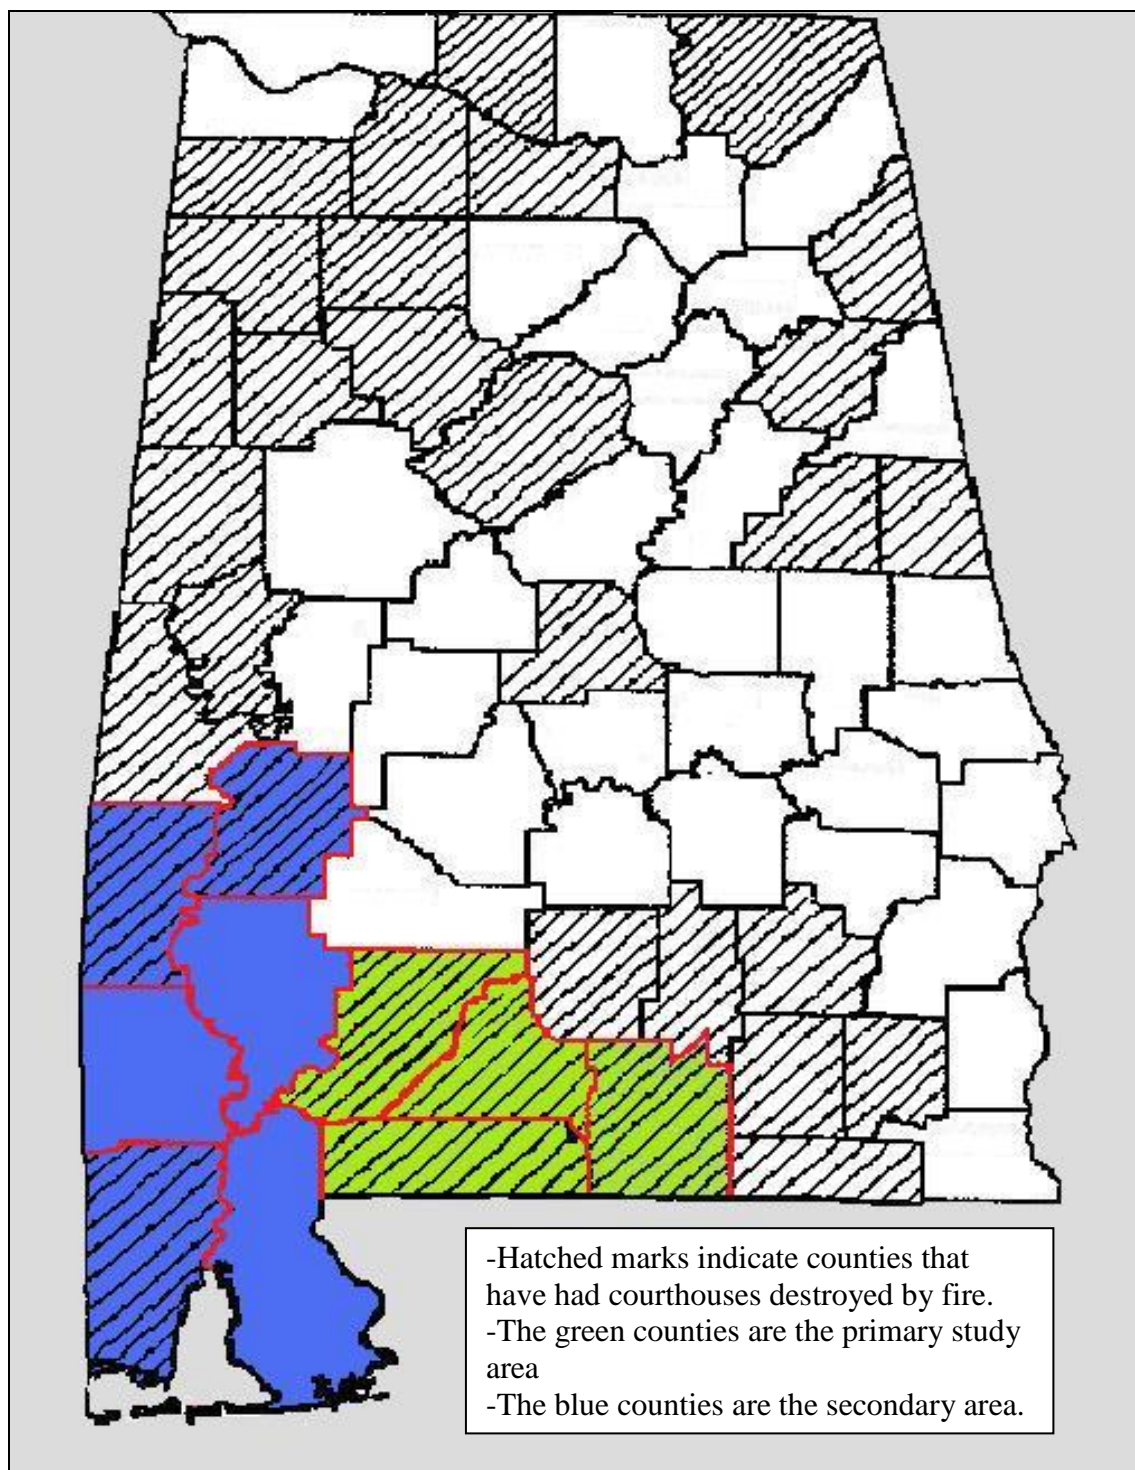 -Hatched marks indicate counties that
have had courthouses destroyed by fire.
-The green counties are the primary study
area
-The blue counties are the secondary area.